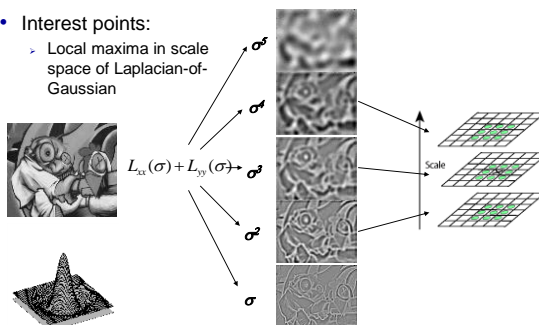 • Interest points:
➢ Local maxima in scale
space of Laplacian-of-
Gaussian
σ⁵
σ⁴
L_xx(σ) + L_yy(σ)
σ³
σ²
σ
Scale